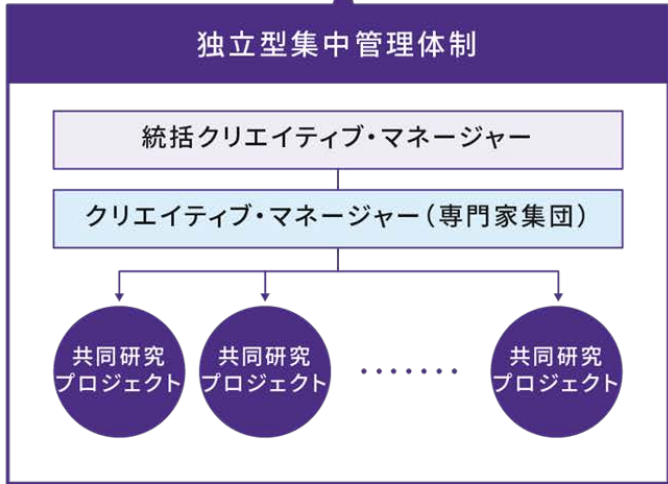 独立型集中管理体制
統括クリエイティブ・マネージャー
クリエイティブ・マネージャー(専門家集団)
共同研究
プロジェクト
共同研究
プロジェクト
・・・・・・・
共同研究
プロジェクト